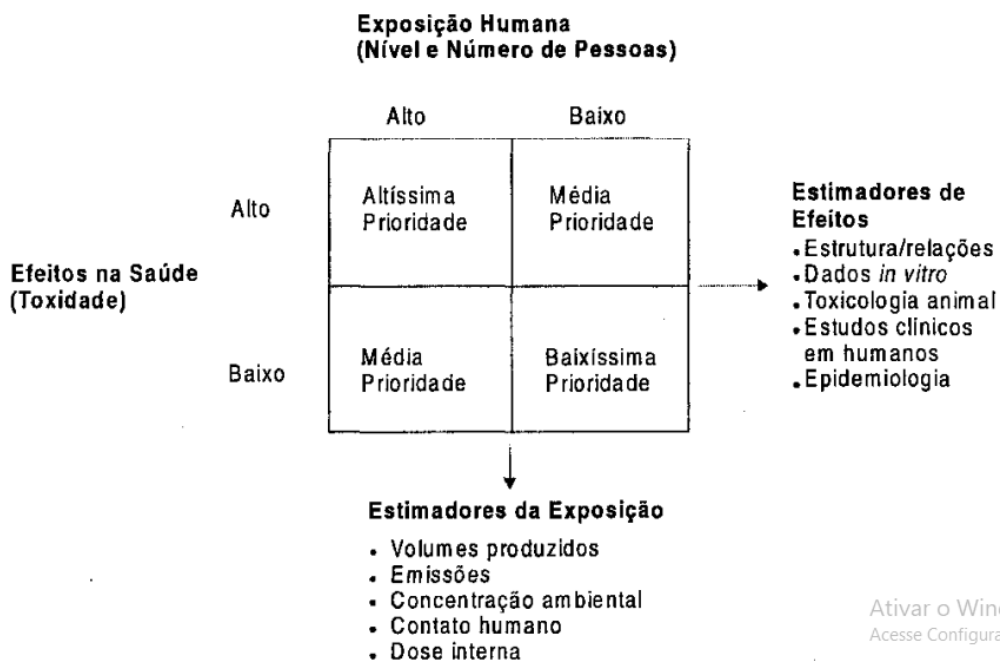 Exposição Humana
(Nível e Número de Pessoas)
Alto
Baixo
Alto
Altíssima
Prioridade
Média
Prioridade
Efeitos na Saúde
(Toxidade)
Baixo
Média
Prioridade
Baixíssima
Prioridade
Estimadores de
Efeitos
• Estrutura/relações
• Dados in vitro
• Toxicologia animal
• Estudos clínicos
em humanos
• Epidemiologia
Estimadores da Exposição
• Volumes produzidos
• Emissões
• Concentração ambiental
• Contato humano
• Dose interna
Ativar o Wind
Acesse Configura